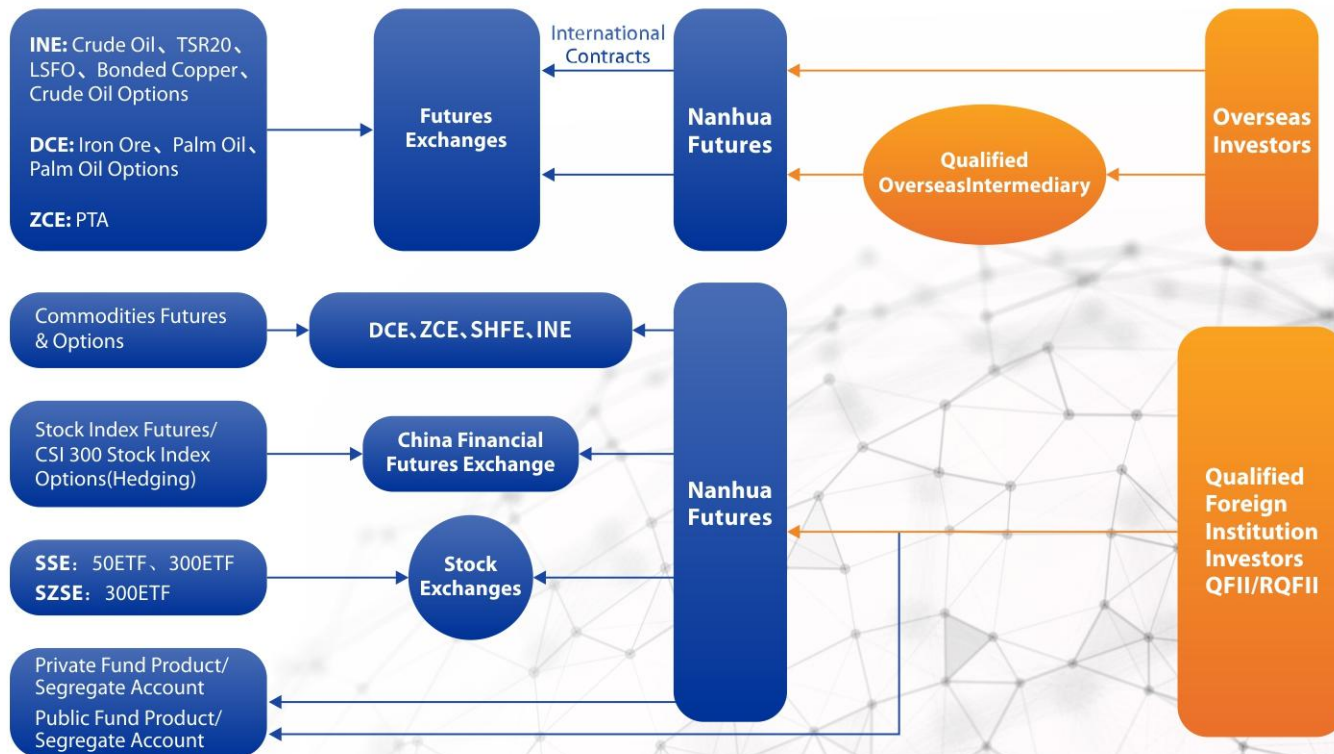 INE: Crude Oil、TSR20、
LSFO、Bonded Copper、
Crude Oil Options
DCE: Iron Ore、Palm Oil、
Palm Oil Options
ZCE: PTA
Futures
Exchanges
International
Contracts
Nanhua
Futures
Qualified
OverseasIntermediary
Overseas
Investors
Commodities Futures
& Options
DCE、ZCE、SHFE、INE
Stock Index Futures/
CSI 300 Stock Index
Options(Hedging)
China Financial
Futures Exchange
SSE：50ETF、300ETF
SZSE：300ETF
Stock
Exchanges
Private Fund Product/
Segregate Account
Public Fund Product/
Segregate Account
Nanhua
Futures
Qualified
Foreign
Institution
Investors
QFII/RQFII